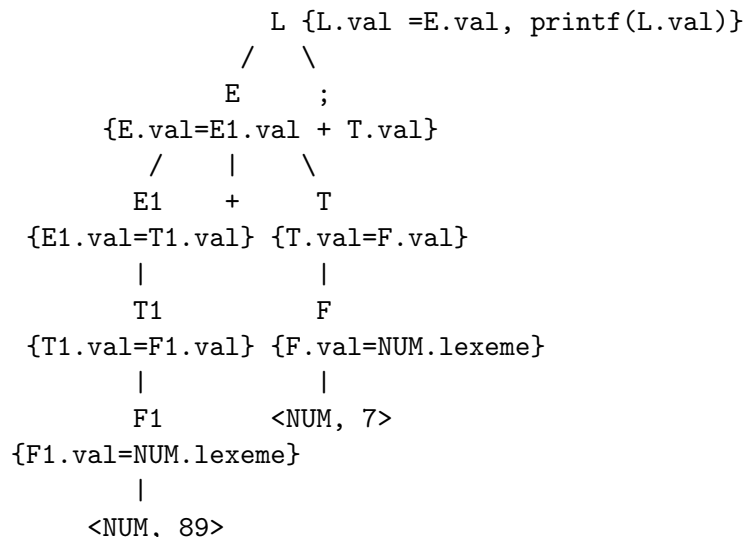 L {L.val =E.val, printf(L.val)}
/ \
E ;
{E.val=E1.val + T.val}
/ | \
E1 + T
{E1.val=T1.val} {T.val=F.val}
| |
T1 F
{T1.val=F1.val} {F.val=NUM.lexeme}
| |
F1 <NUM, 7>
{F1.val=NUM.lexeme}
|
<NUM, 89>